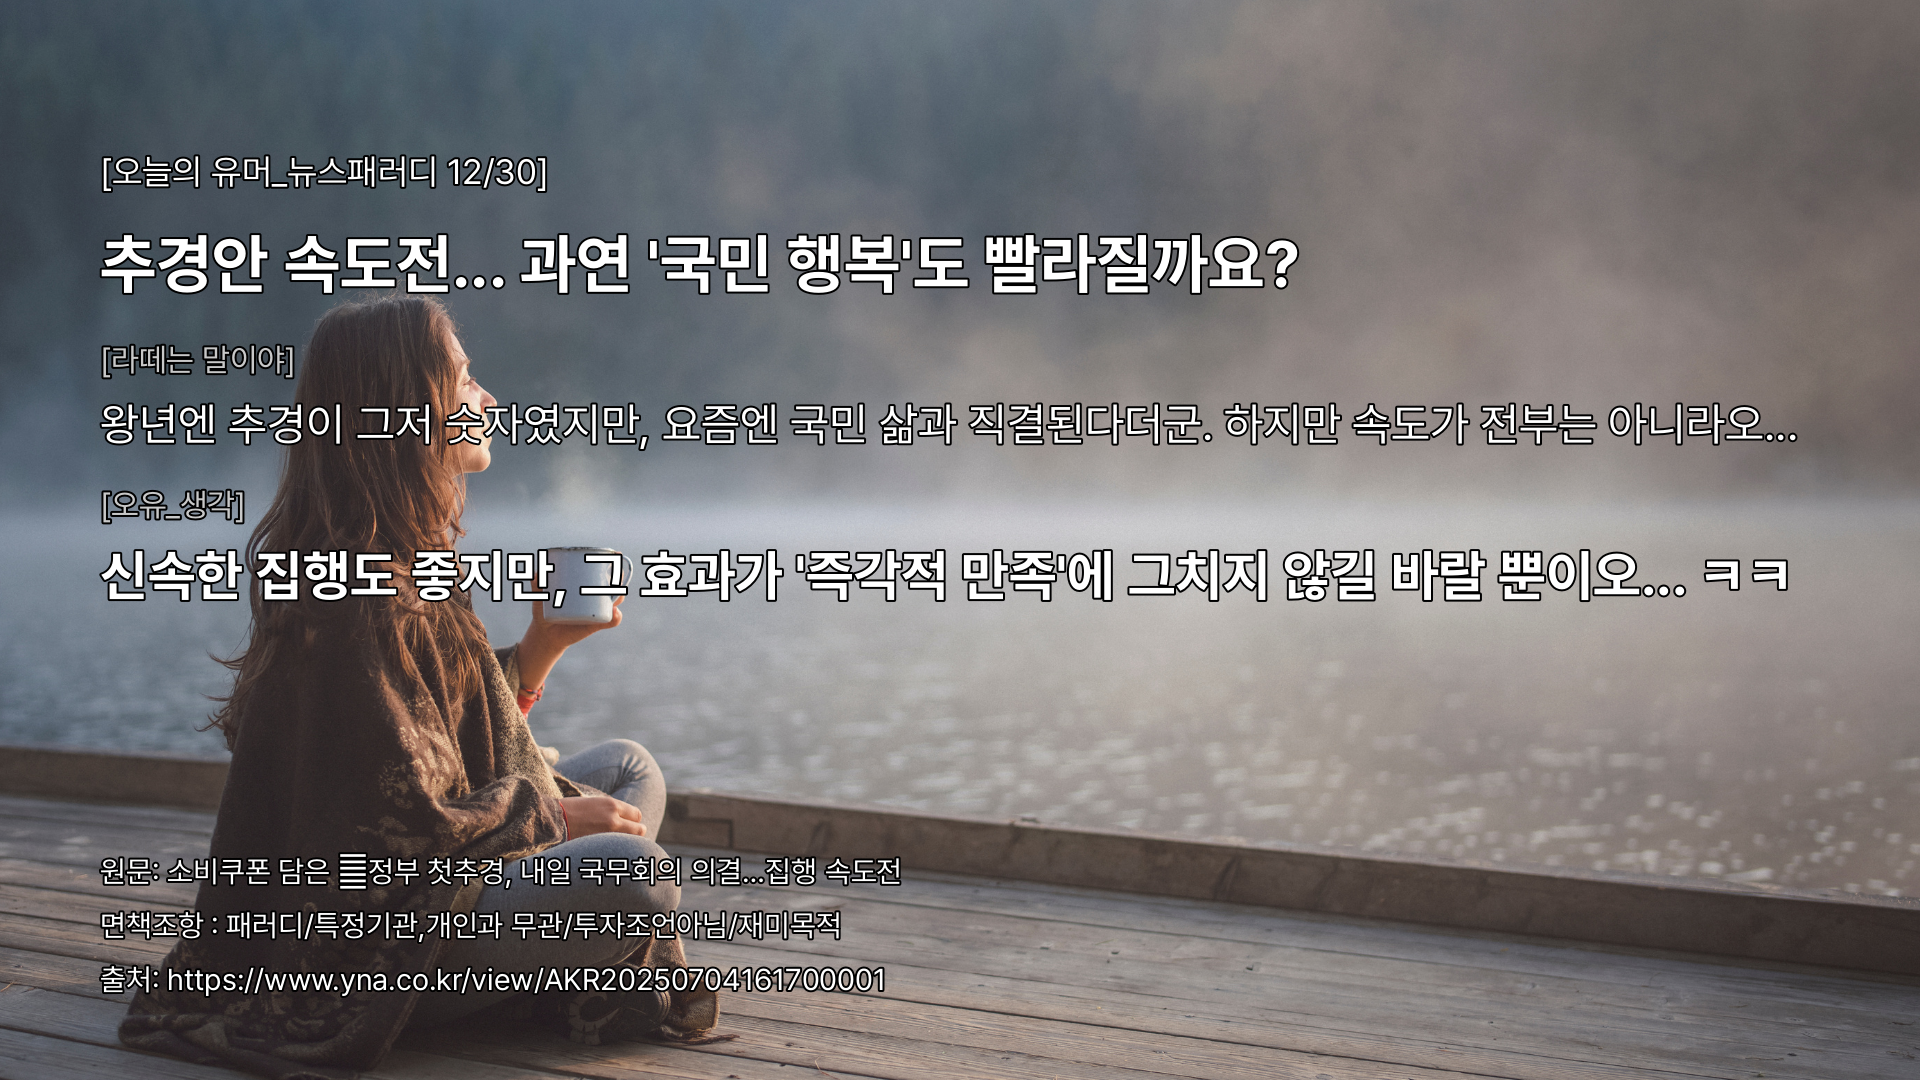 [오늘의 유머_뉴스패러디 12/30]
추경안 속도전... 과연 '국민 행복'도 빨라질까요?
[라떼는 말이야]
왕년엔 추경이 그저 숫자였지만, 요즘엔 국민 삶과 직결된다더군. 하지만 속도가 전부는 아니라오...
[오유_생각]
신속한 집행도 좋지만, 그 효과가 '즉각적 만족'에 그치지 않길 바랄 뿐이오... ㅋㅋ
원문: 소비쿠폰 담은 정부 첫추경, 내일 국무회의 의결...집행 속도전
면책조항 : 패러디/특정기관,개인과 무관/투자조언아님/재미목적
출처: https://www.yna.co.kr/view/AKR20250704161700001